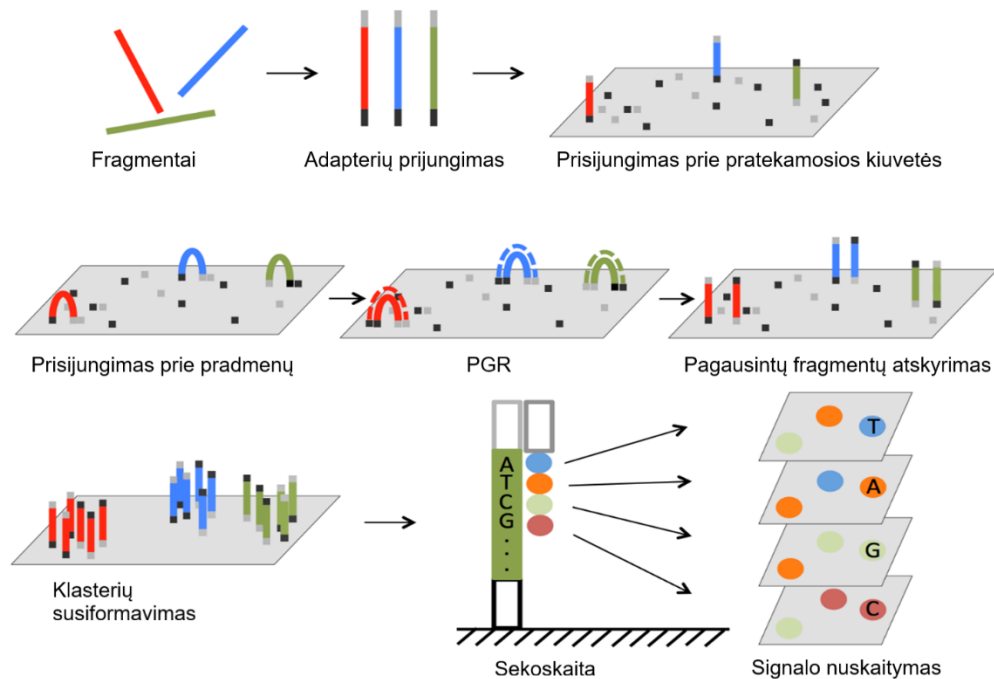 Fragmentai
Adapterių prijungimas
Prisijungimas prie pratekamosios kiuvetės
Prisijungimas prie pradmenų
PGR
Pagausintų fragmentų atskyrimas
Klasterių
susiformavimas
A
T
C
G
.
.
.
Sekoskaita
T
A
G
C
Signalo nuskaitymas